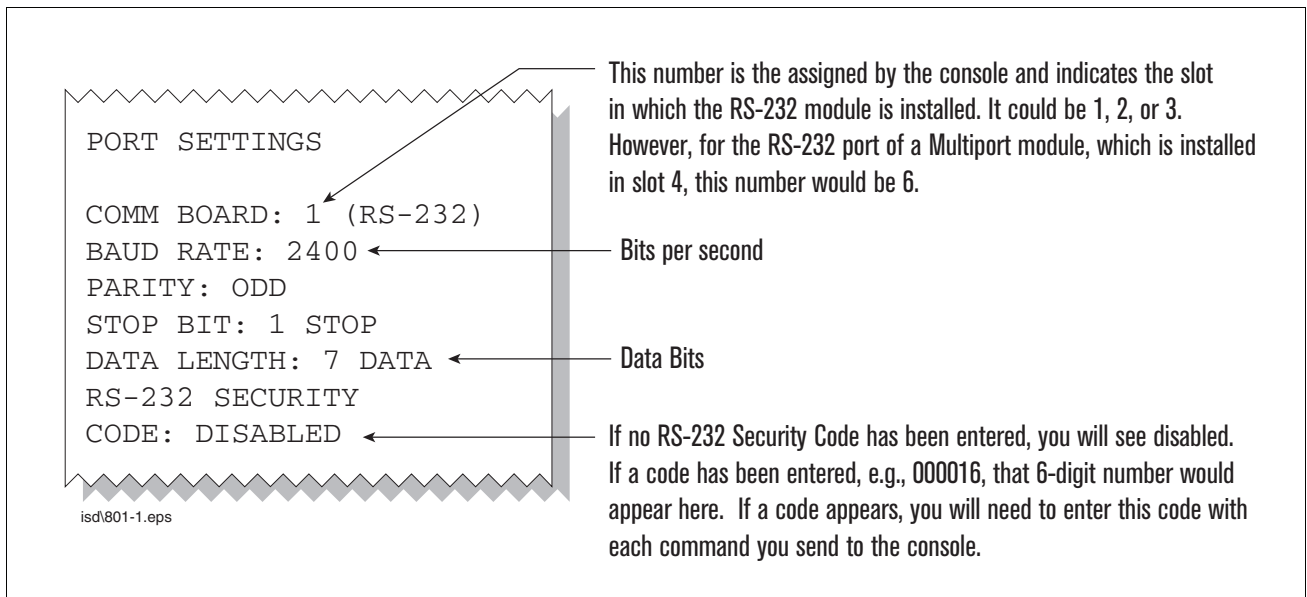 PORT SETTINGS
COMM BOARD: 1 (RS-232)
BAUD RATE: 2400
PARITY: ODD
STOP BIT: 1 STOP
DATA LENGTH: 7 DATA
RS-232 SECURITY
CODE: DISABLED
isd\801-1.eps
This number is the assigned by the console and indicates the slot
in which the RS-232 module is installed. It could be 1, 2, or 3.
However, for the RS-232 port of a Multiport module, which is installed
in slot 4, this number would be 6.
Bits per second
Data Bits
If no RS-232 Security Code has been entered, you will see disabled.
If a code has been entered, e.g., 000016, that 6-digit number would
appear here. If a code appears, you will need to enter this code with
each command you send to the console.